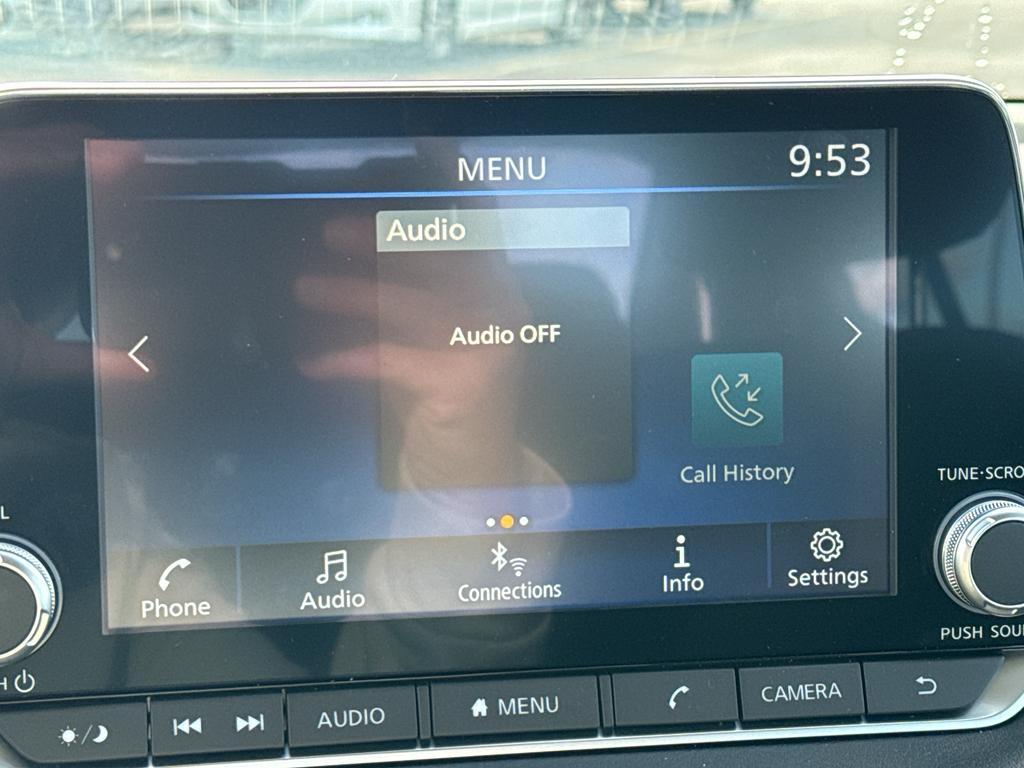 MENU
9:53
Audio
Audio OFF
Call History
Phone
Audio
Connections
Info
Settings
L
TUNE·SCRO
PUSH SOU
H
AUDIO
MENU
CAMERA